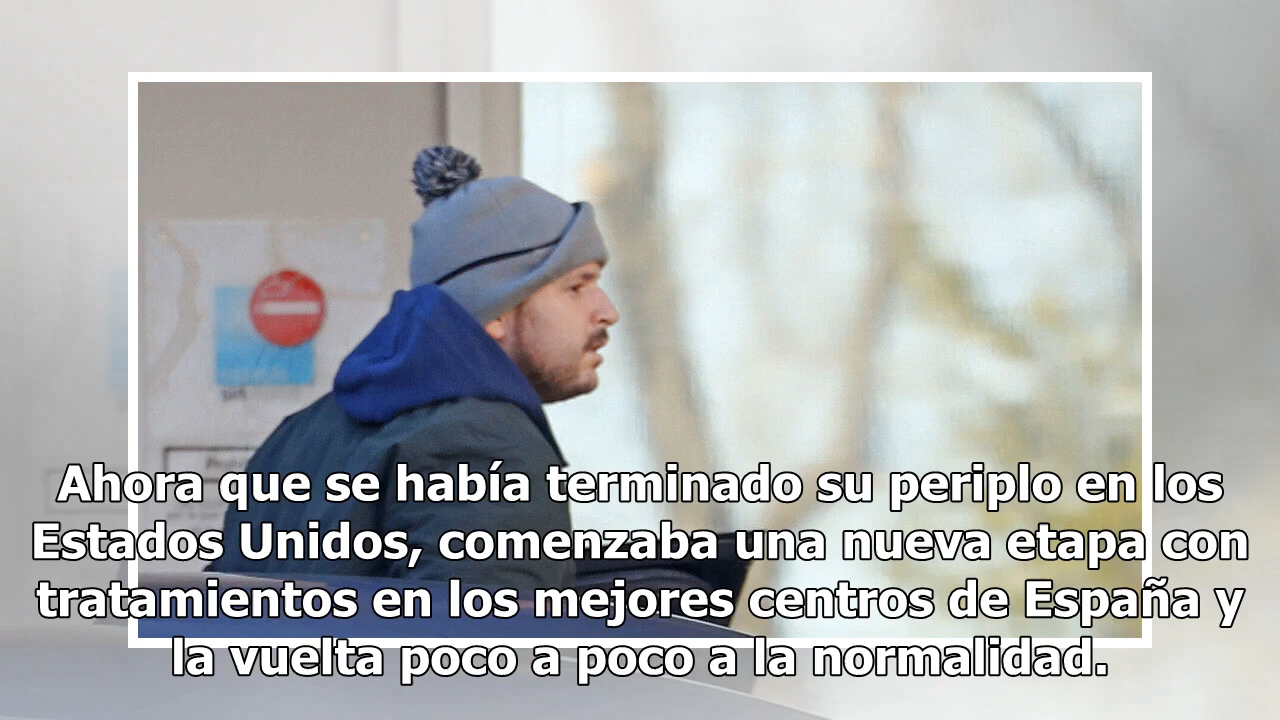 Ahora que se había terminado su periplo en los
Estados Unidos, comenzaba una nueva etapa con
tratamientos en los mejores centros de España y
la vuelta poco a poco a la normalidad.